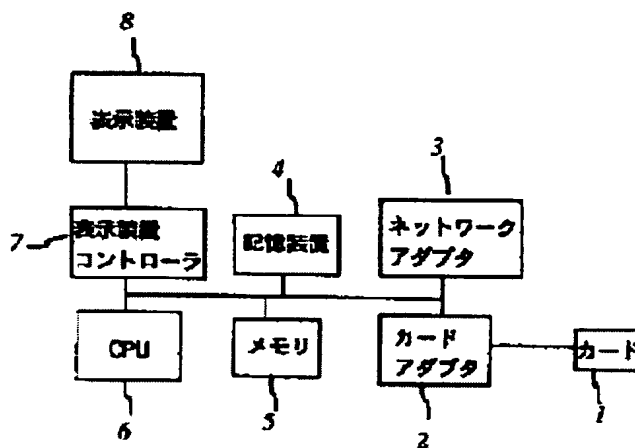 8
表示装置
3
4
7
表示装置
コントローラ
記憶装置
ネットワーク
アダプタ
CPU
メモリ
カード
アダプタ
カード
6
5
2
1